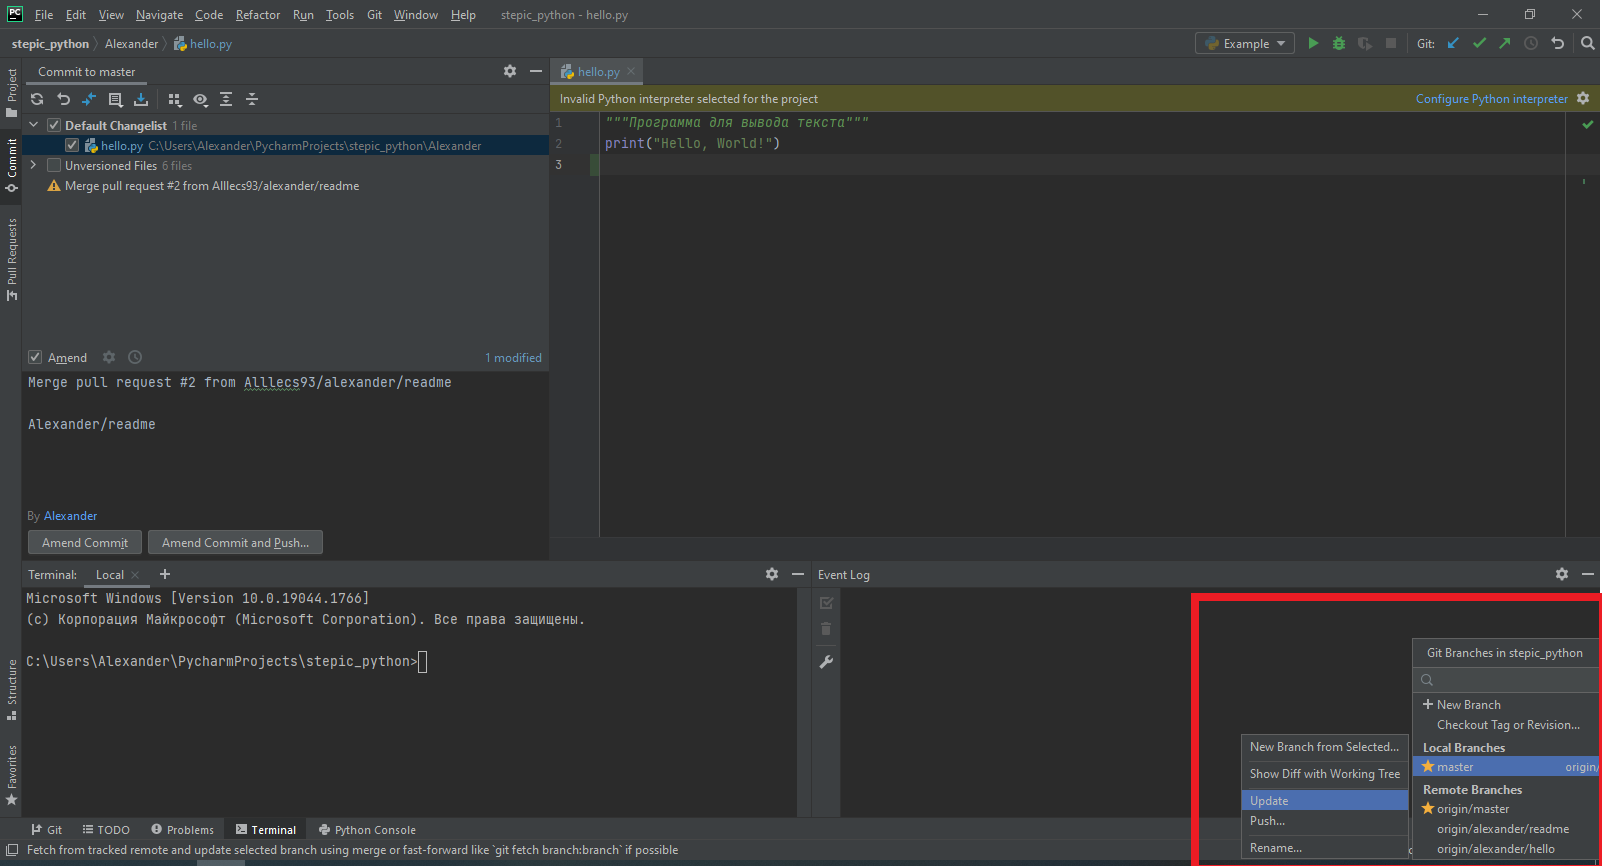 PC File Edit View Navigate Code Refactor Run Tools Git Window Help stepic_python - hello.py
stepic_python Alexander hello.py Example Git:
Project
Commit
Pull Requests
Structure
Favorites
Commit to master
Default Changelist 1 file
hello.py C:\Users\Alexander\PycharmProjects\stepic_python\Alexander
Unversioned Files 6 files
Merge pull request #2 from Alllecs93/alexander/readme
Amend 1 modified
Merge pull request #2 from Alllecs93/alexander/readme
Alexander/readme
By Alexander
Amend Commit Amend Commit and Push...
hello.py
Invalid Python interpreter selected for the project Configure Python interpreter
1 """Программа для вывода текста"""
2 print("Hello, World!")
3
Terminal: Local
Microsoft Windows [Version 10.0.19044.1766]
(c) Корпорация Майкрософт (Microsoft Corporation). Все права защищены.
C:\Users\Alexander\PycharmProjects\stepic_python>
Event Log
Git Branches in stepic_python
New Branch
Checkout Tag or Revision...
Local Branches
master origin/
Remote Branches
origin/master
origin/alexander/readme
origin/alexander/hello
New Branch from Selected...
Show Diff with Working Tree
Update
Push...
Rename...
Git TODO Problems Terminal Python Console
Fetch from tracked remote and update selected branch using merge or fast-forward like `git fetch branch:branch` if possible